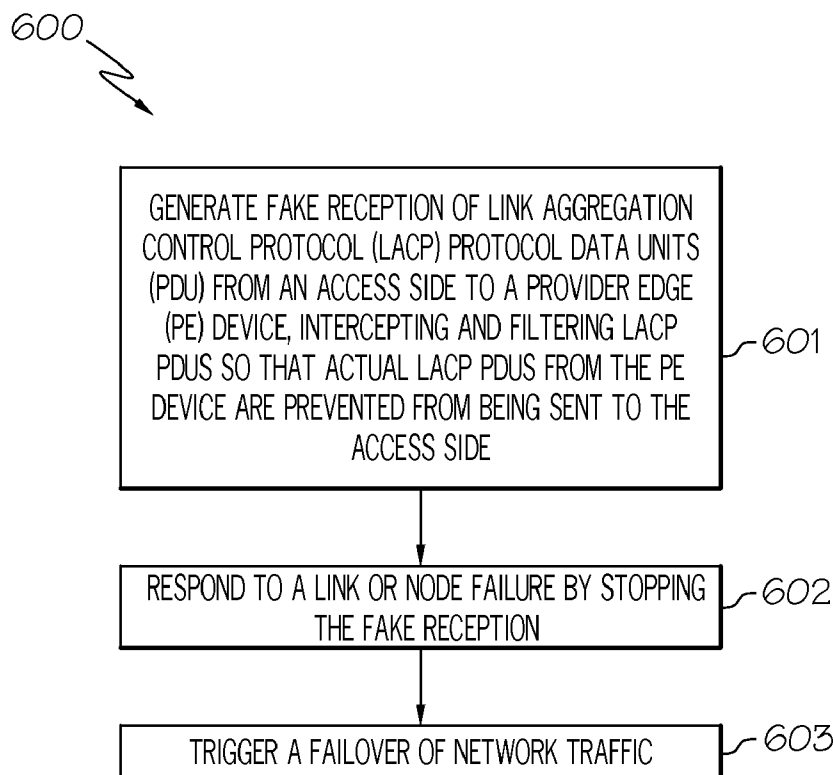 600
GENERATE FAKE RECEPTION OF LINK AGGREGATION
CONTROL PROTOCOL (LACP) PROTOCOL DATA UNITS
(PDU) FROM AN ACCESS SIDE TO A PROVIDER EDGE
(PE) DEVICE, INTERCEPTING AND FILTERING LACP
PDUS SO THAT ACTUAL LACP PDUS FROM THE PE
DEVICE ARE PREVENTED FROM BEING SENT TO THE
ACCESS SIDE
601
RESPOND TO A LINK OR NODE FAILURE BY STOPPING
THE FAKE RECEPTION
602
TRIGGER A FAILOVER OF NETWORK TRAFFIC
603